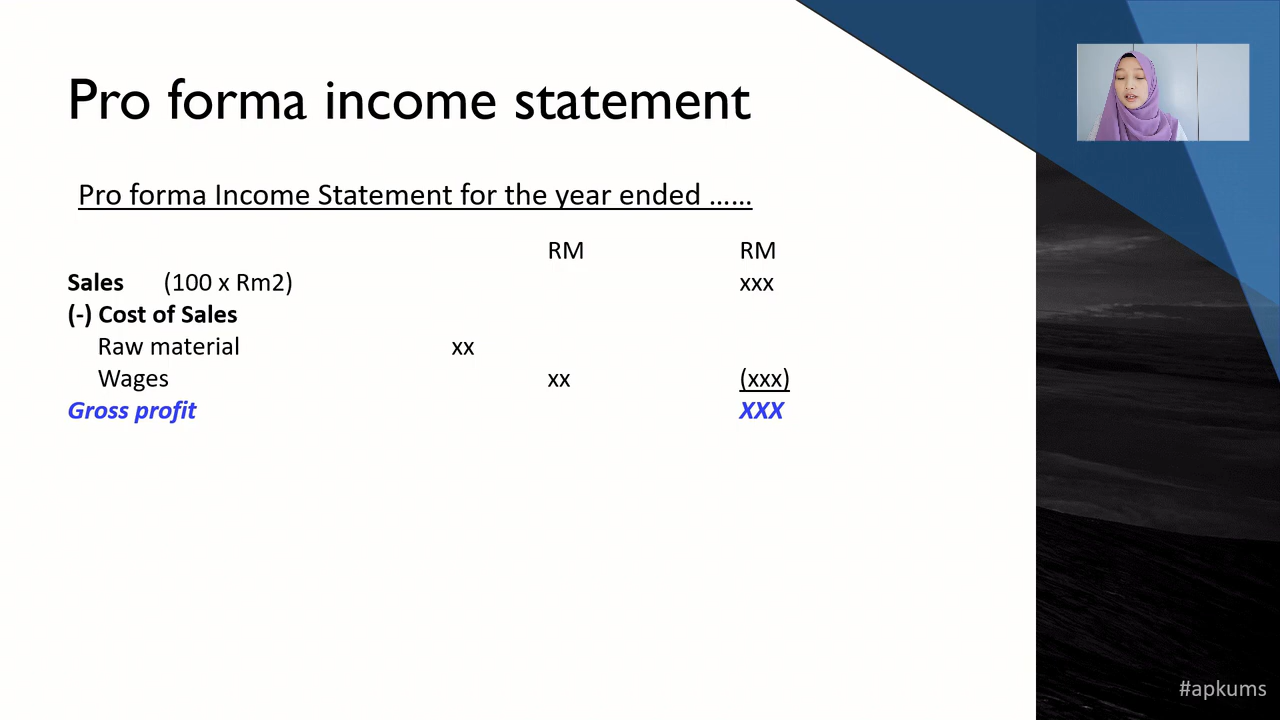 Pro forma income statement
Pro forma Income Statement for the year ended ......
RM RM
Sales (100 x Rm2) xxx
(-) Cost of Sales
Raw material xx
Wages xx (xxx)
Gross profit XXX
#apkums